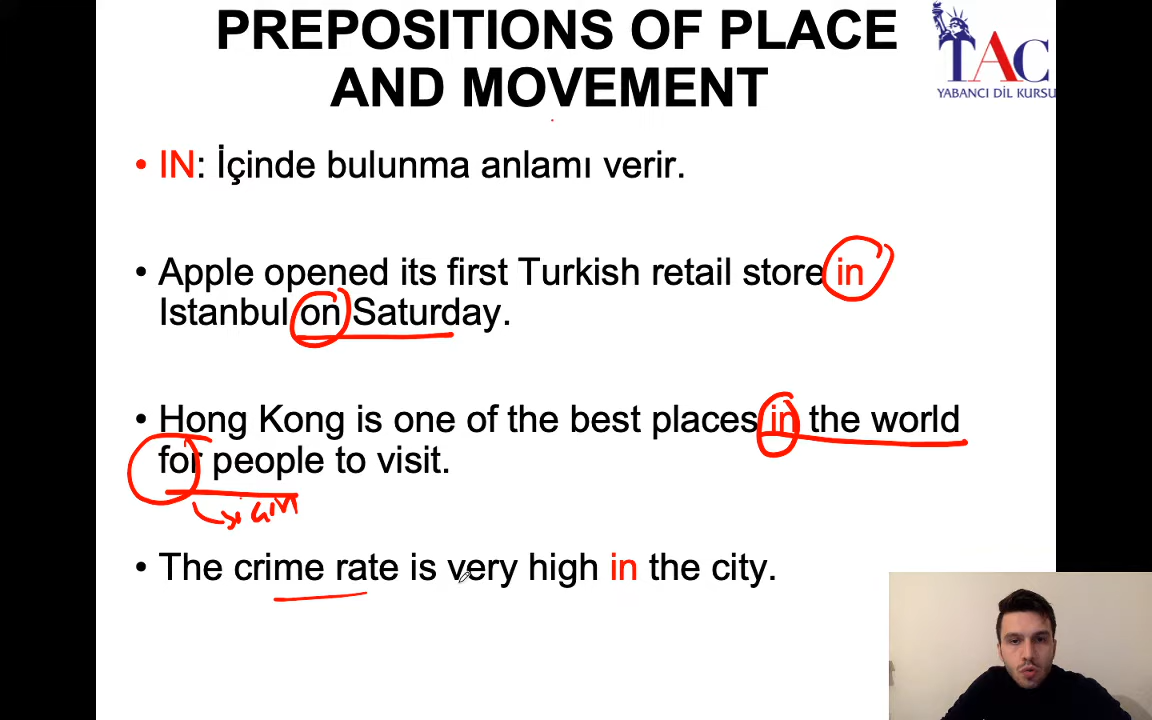 PREPOSITIONS OF PLACE
AND MOVEMENT
TAC
YABANCI DİL KURSU
• IN: İçinde bulunma anlamı verir.
• Apple opened its first Turkish retail store in
Istanbul on Saturday.
• Hong Kong is one of the best places in the world
for people to visit.
• The crime rate is very high in the city.